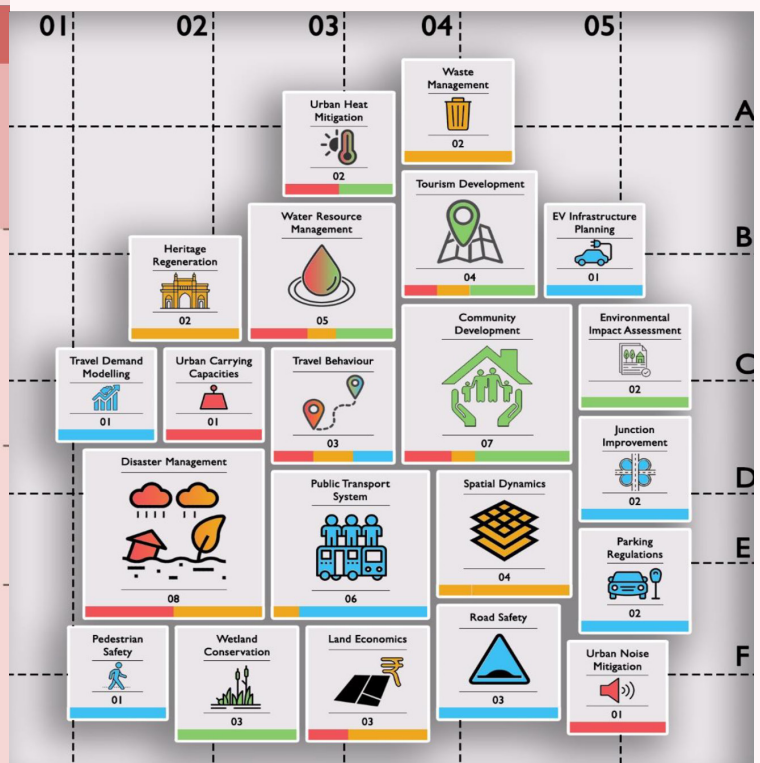 01
02
03
04
05
A
B
C
D
E
F
Waste
Management
02
Urban Heat
Mitigation
02
Tourism Development
04
Water Resource
Management
05
EV Infrastructure
Planning
01
Heritage
Regeneration
02
Community
Development
07
Environmental
Impact Assessment
02
Travel Demand
Modelling
01
Urban Carrying
Capacities
01
Travel Behaviour
03
Junction
Improvement
02
Disaster Management
08
Public Transport
System
06
Spatial Dynamics
04
Parking
Regulations
02
Pedestrian
Safety
01
Wetland
Conservation
03
Land Economics
₹
03
Road Safety
03
Urban Noise
Mitigation
01